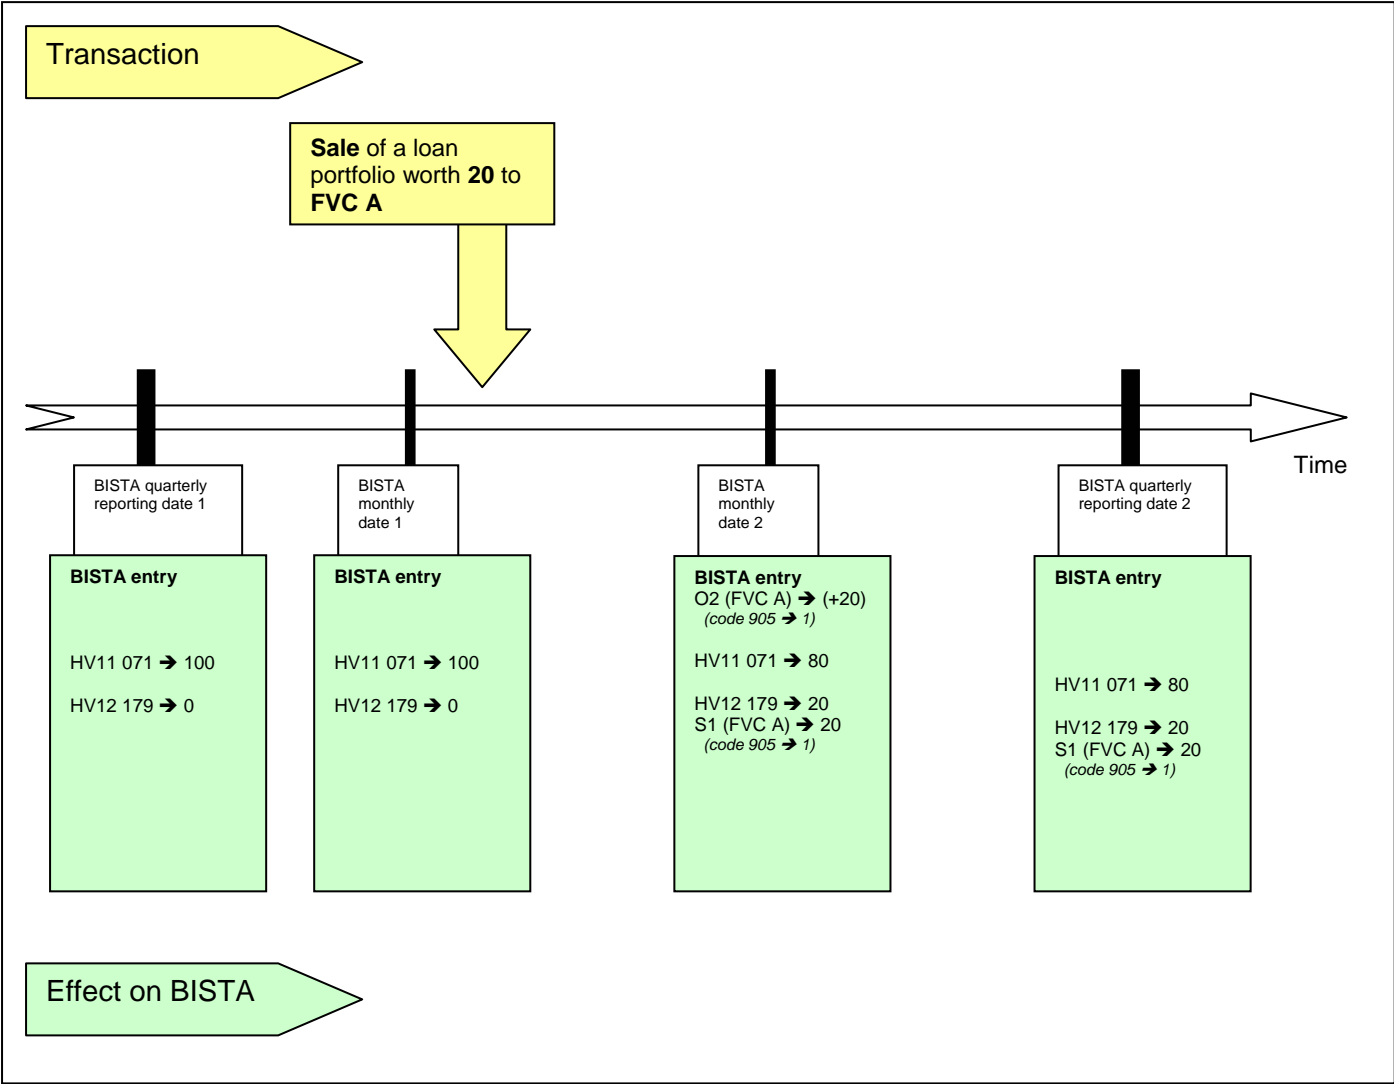 Transaction
Sale of a loan
portfolio worth 20 to
FVC A
Time
BISTA quarterly
reporting date 1
BISTA entry
HV11 071 ➔ 100
HV12 179 ➔ 0
BISTA
monthly
date 1
BISTA entry
HV11 071 ➔ 100
HV12 179 ➔ 0
BISTA
monthly
date 2
BISTA entry
O2 (FVC A) ➔ (+20)
(code 905 ➔ 1)
HV11 071 ➔ 80
HV12 179 ➔ 20
S1 (FVC A) ➔ 20
(code 905 ➔ 1)
BISTA quarterly
reporting date 2
BISTA entry
HV11 071 ➔ 80
HV12 179 ➔ 20
S1 (FVC A) ➔ 20
(code 905 ➔ 1)
Effect on BISTA